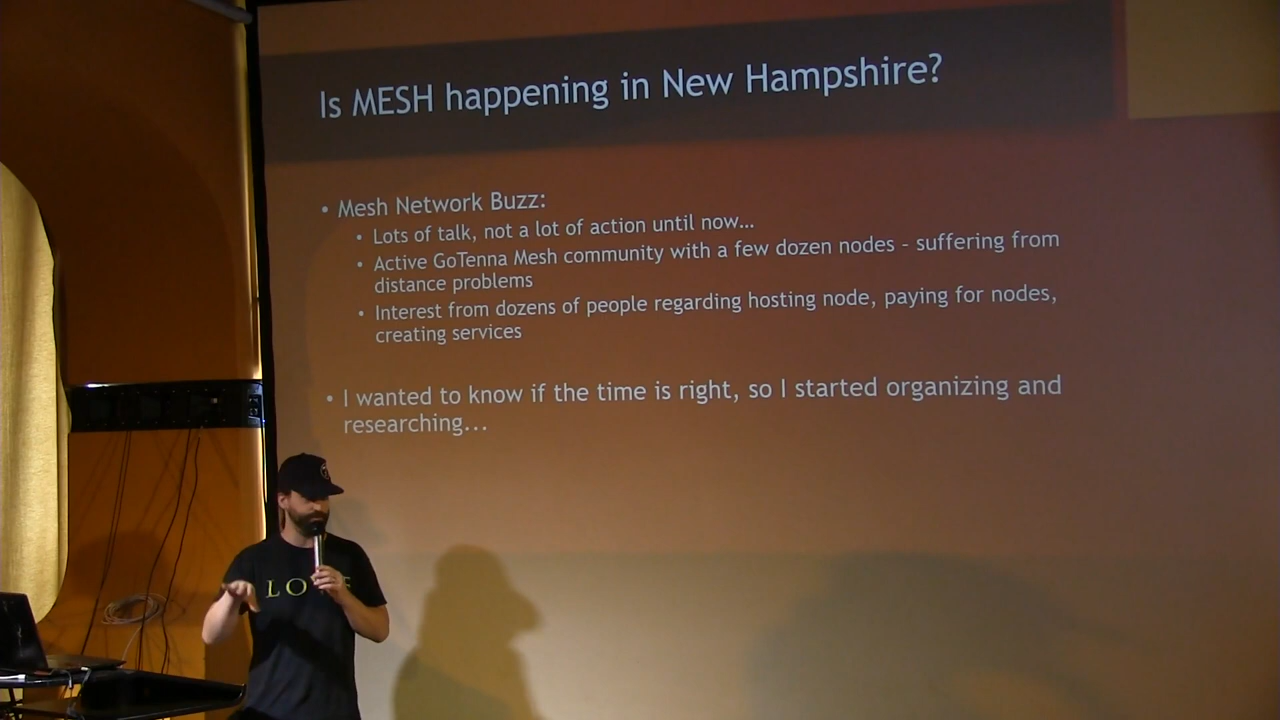 Is MESH happening in New Hampshire?
• Mesh Network Buzz:
• Lots of talk, not a lot of action until now…
• Active GoTenna Mesh community with a few dozen nodes – suffering from
distance problems
• Interest from dozens of people regarding hosting node, paying for nodes,
creating services
• I wanted to know if the time is right, so I started organizing and
researching...